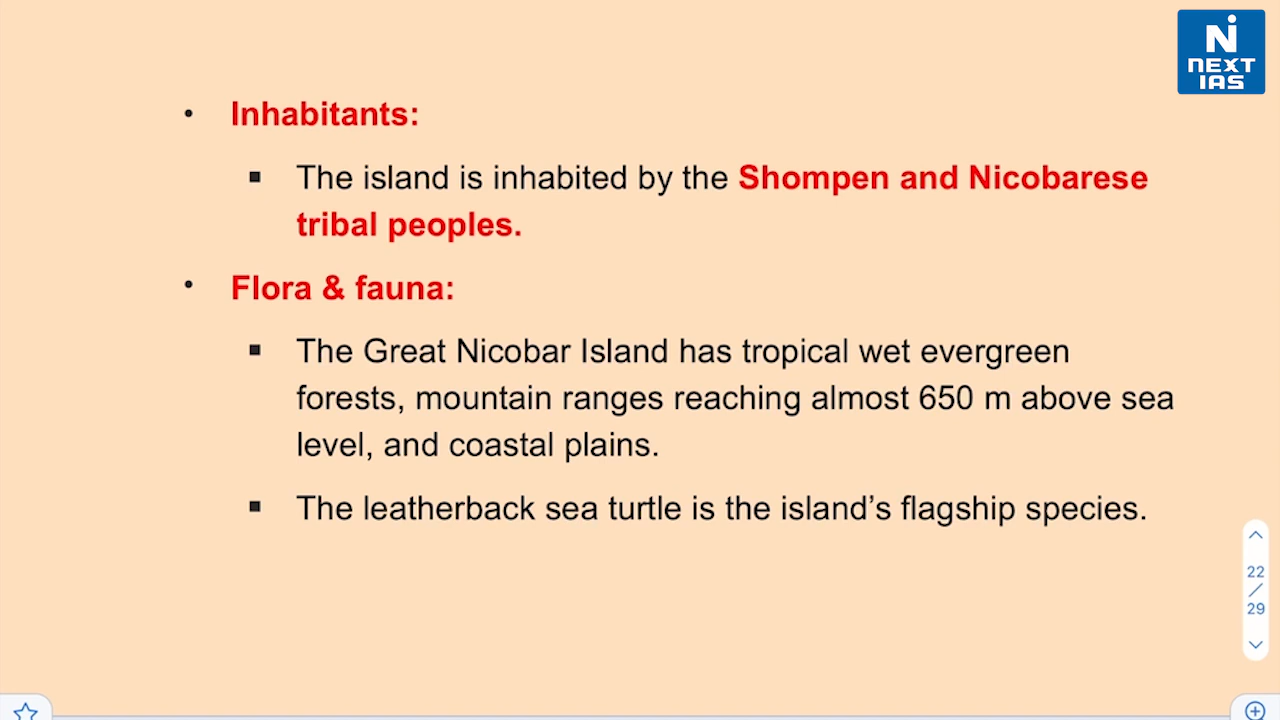 Ni
NEXT
IAS
• Inhabitants:
▪ The island is inhabited by the Shompen and Nicobarese
tribal peoples.
• Flora & fauna:
▪ The Great Nicobar Island has tropical wet evergreen
forests, mountain ranges reaching almost 650 m above sea
level, and coastal plains.
▪ The leatherback sea turtle is the island’s flagship species.
22
/
29